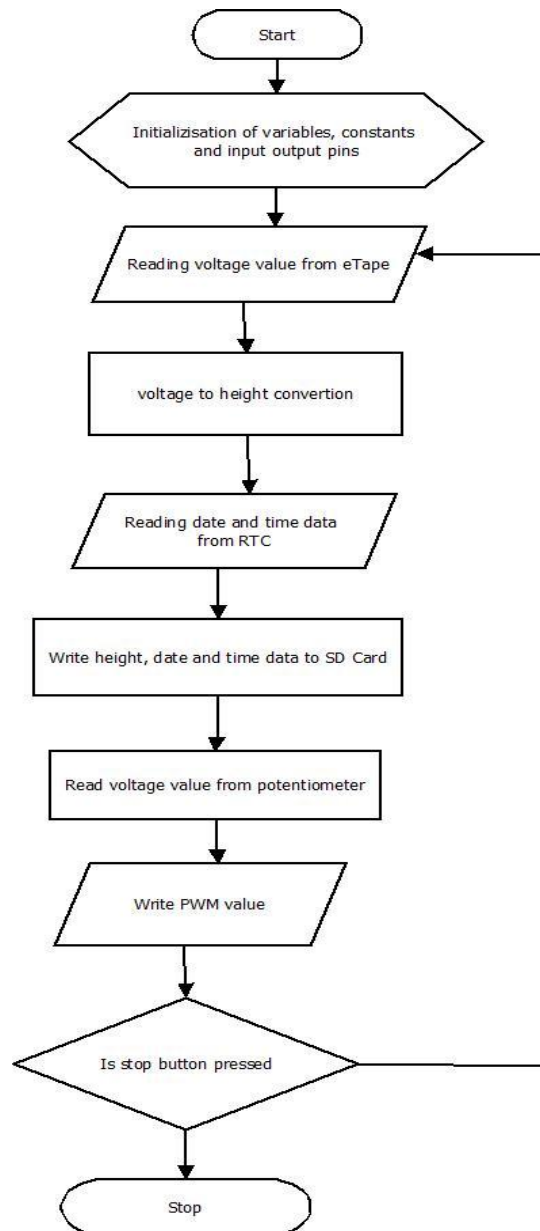 Start
Initializisation of variables, constants
and input output pins
Reading voltage value from eTape
voltage to height convertion
Reading date and time data
from RTC
Write height, date and time data to SD Card
Read voltage value from potentiometer
Write PWM value
Is stop button pressed
Stop